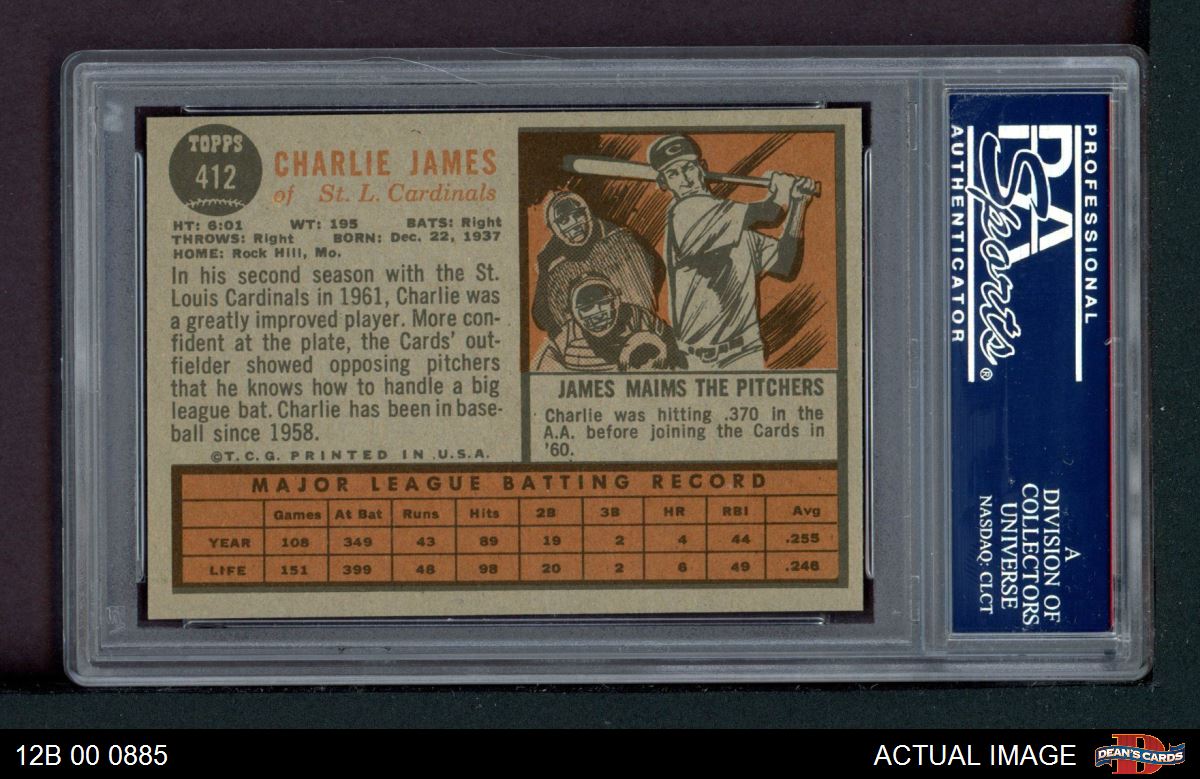 TOPPS
412
CHARLIE JAMES
of St. L. Cardinals
HT: 6:01 WT: 195 BATS: Right
THROWS: Right BORN: Dec. 22, 1937
HOME: Rock Hill, Mo.
In his second season with the St.
Louis Cardinals in 1961, Charlie was
a greatly improved player. More con-
fident at the plate, the Cards' out-
fielder showed opposing pitchers
that he knows how to handle a big
league bat. Charlie has been in base-
ball since 1958.
©T.C.G. PRINTED IN U.S.A.
C
JAMES MAIMS THE PITCHERS
Charlie was hitting .370 in the
A.A. before joining the Cards in
'60.
MAJOR LEAGUE BATTING RECORD
Games At Bat Runs Hits 2B 3B HR RBI Avg
YEAR 108 349 43 89 19 2 4 44 .255
LIFE 151 399 48 98 20 2 6 49 .246
PROFESSIONAL
PSA
Sports®
AUTHENTICATOR
A
DIVISION OF
COLLECTORS
UNIVERSE
NASDAQ: CLCT
12B 00 0885
ACTUAL IMAGE
D
DEAN'S CARDS